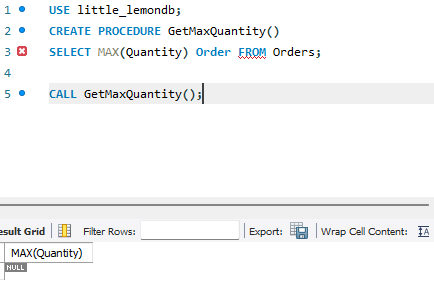 1 USE little_lemondb;
2 CREATE PROCEDURE GetMaxQuantity()
3 SELECT MAX(Quantity) Order FROM Orders;
4
5 CALL GetMaxQuantity();
esult Grid Filter Rows: Export: Wrap Cell Content:
MAX(Quantity)
NULL